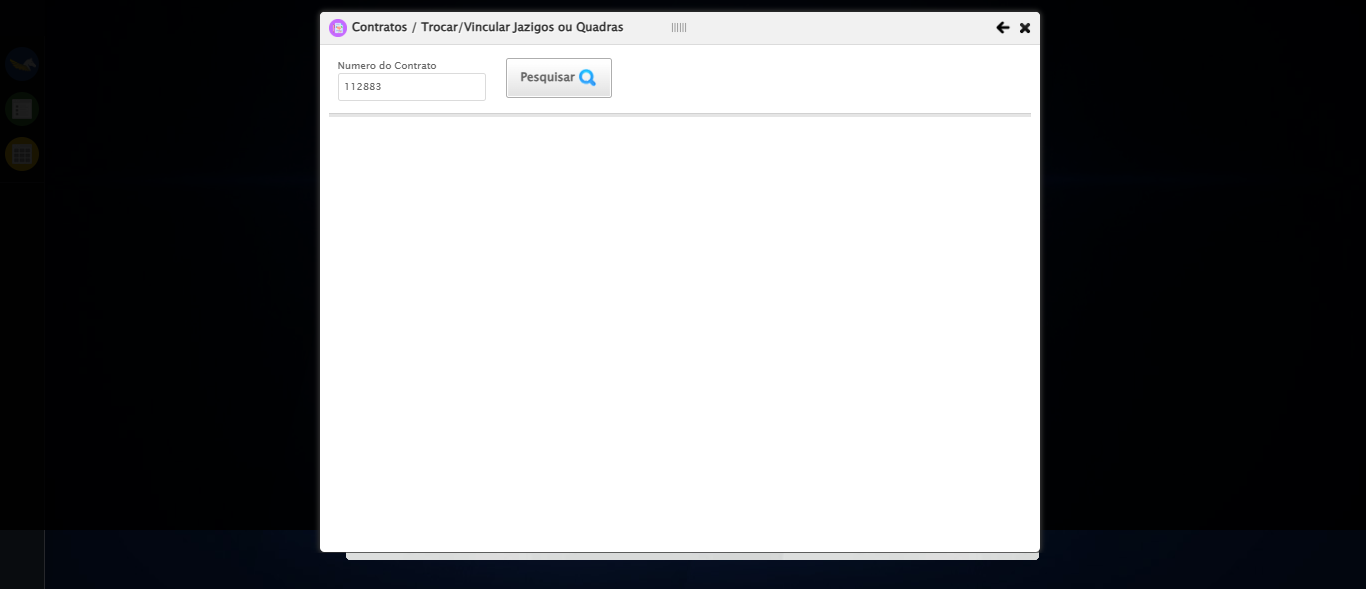 Contratos / Trocar/Vincular Jazigos ou Quadras
Numero do Contrato
112883
Pesquisar